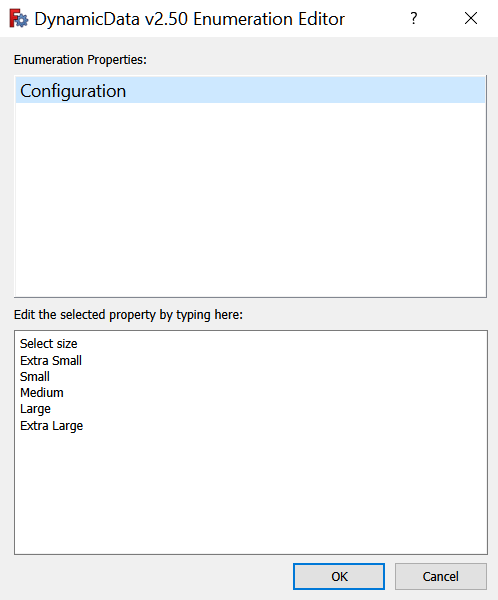 DynamicData v2.50 Enumeration Editor ?
Enumeration Properties:
Configuration
Edit the selected property by typing here:
Select size
Extra Small
Small
Medium
Large
Extra Large
OK Cancel